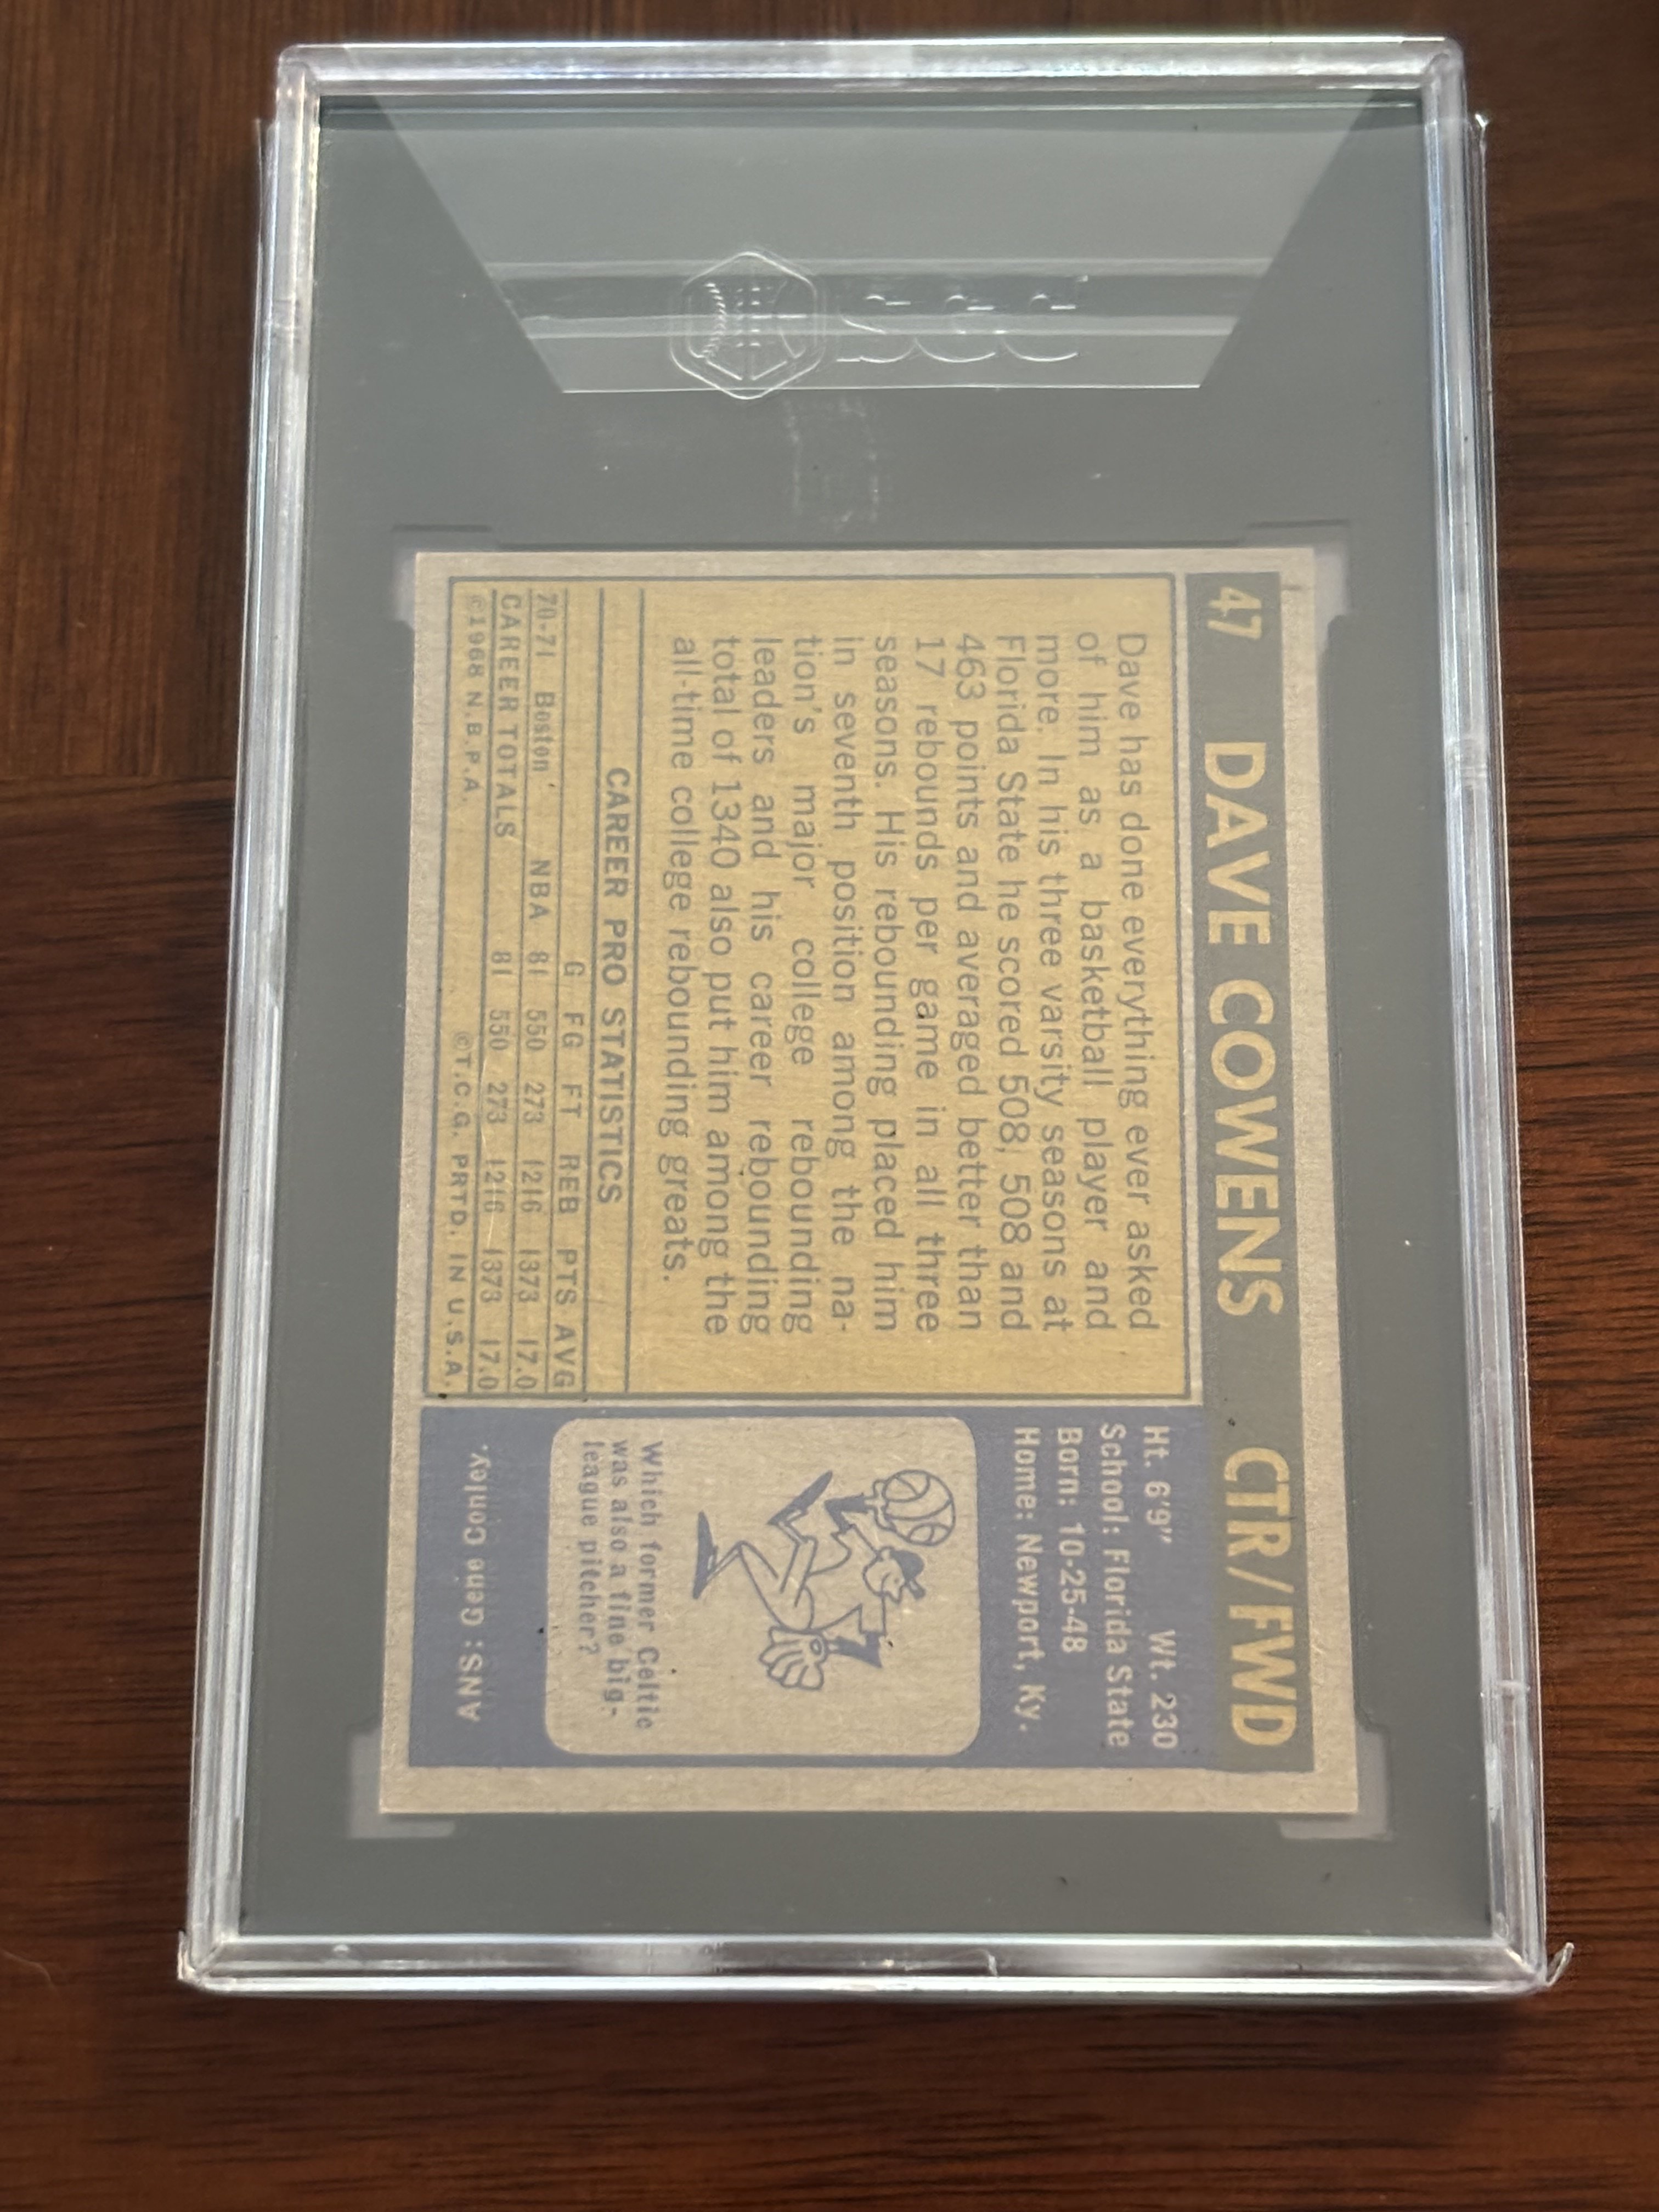 SGC
47 DAVE COWENS CTR/FWD
Dave has done everything ever asked
of him as a basketball player and
more. In his three varsity seasons at
Florida State he scored 508, 508 and
463 points and averaged better than
17 rebounds per game in all three
seasons. His rebounding placed him
in seventh position among the na-
tion's major college rebounding
leaders and his career rebounding
total of 1340 also put him among the
all-time college rebounding greats.
CAREER PRO STATISTICS
G FG FT REB PTS AVG
70-71 Boston NBA 81 550 273 1216 1373 17.0
CAREER TOTALS 81 550 273 1216 1373 17.0
©1968 N.B.P.A. ©T.C.G. PRTD. IN U.S.A.
Ht. 6'9" Wt. 230
School: Florida State
Born: 10-25-48
Home: Newport, Ky.
Which former Celtic
was also a fine big-
league pitcher?
ANS: Gene Conley.